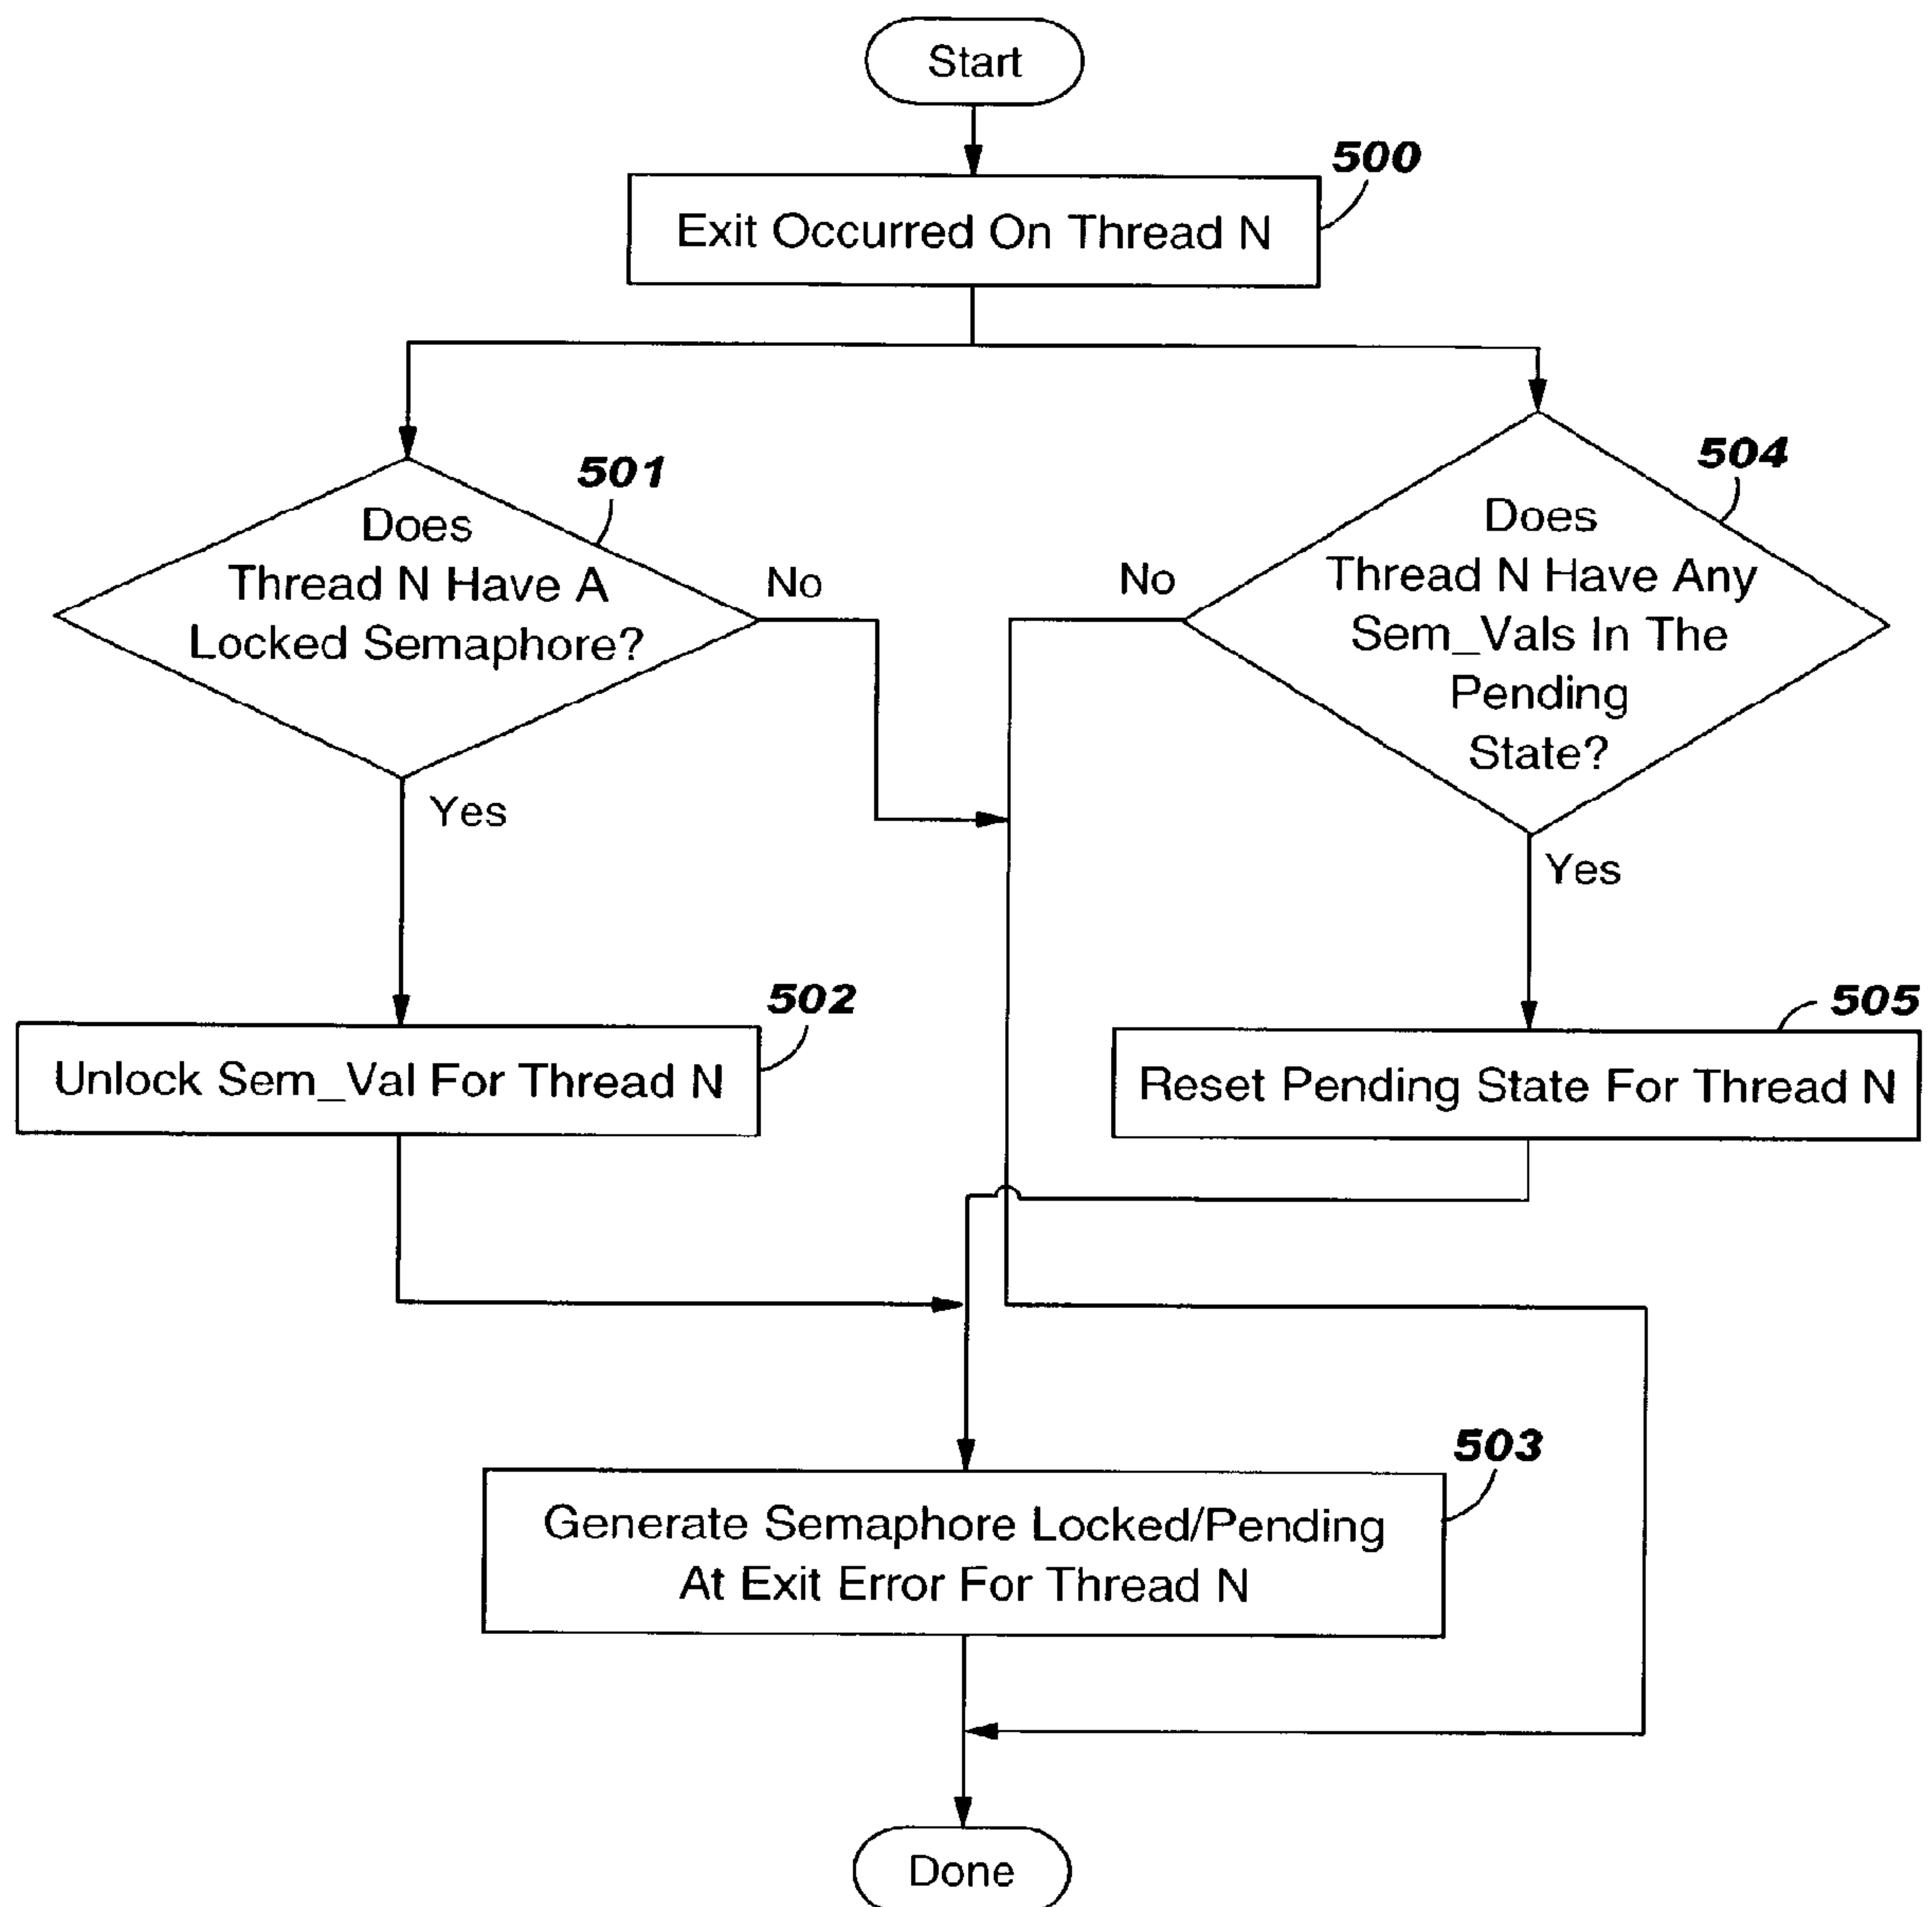 Start
500
Exit Occurred On Thread N
501
Does
Thread N Have A
Locked Semaphore?
No
Yes
504
Does
Thread N Have Any
Sem_Vals In The
Pending
State?
No
Yes
502
Unlock Sem_Val For Thread N
505
Reset Pending State For Thread N
503
Generate Semaphore Locked/Pending
At Exit Error For Thread N
Done